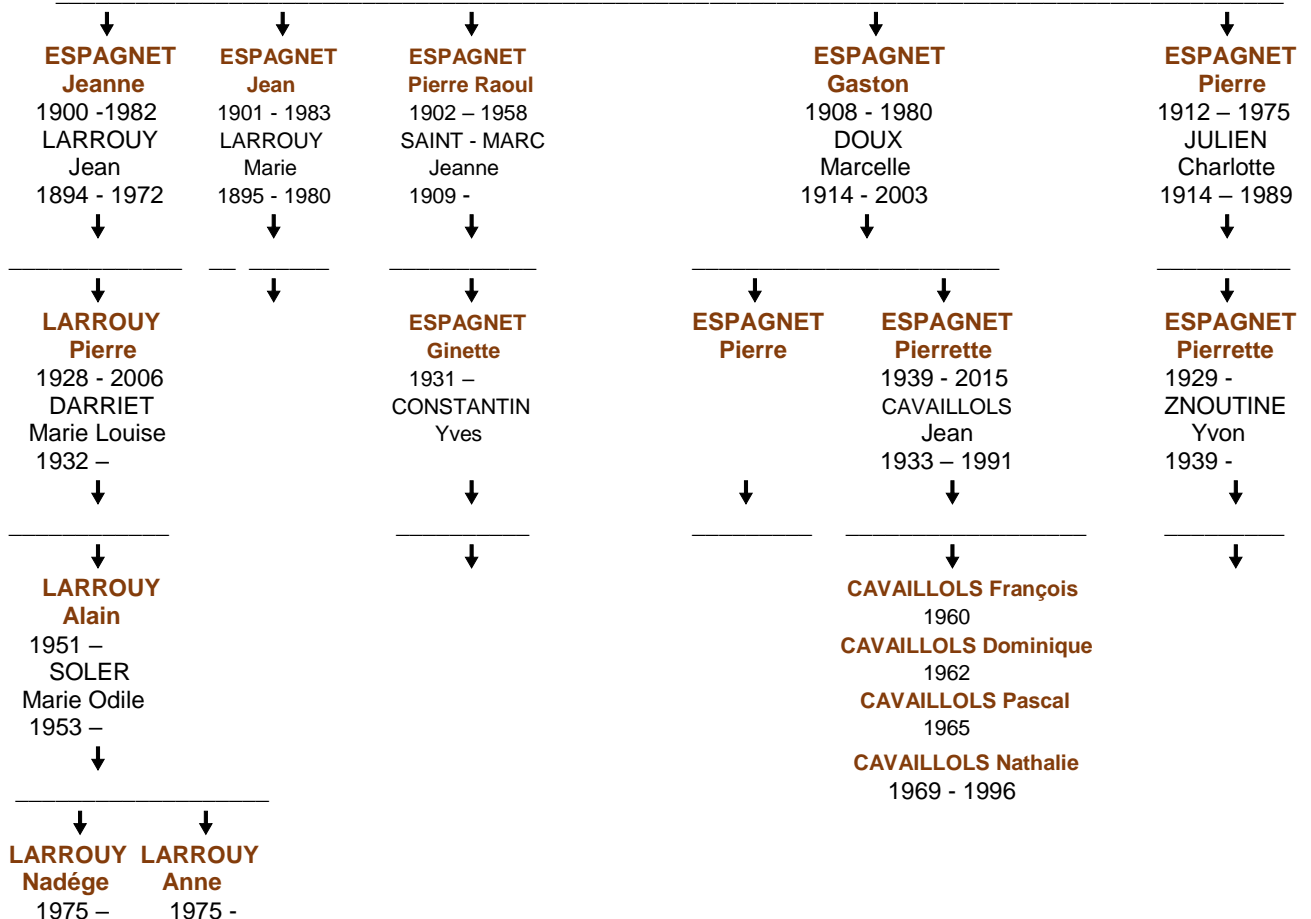 ESPAGNET
Jeanne
1900 -1982
LARROUY
Jean
1894 - 1972
ESPAGNET
Jean
1901 - 1983
LARROUY
Marie
1895 - 1980
ESPAGNET
Pierre Raoul
1902 – 1958
SAINT - MARC
Jeanne
1909 -
ESPAGNET
Gaston
1908 - 1980
DOUX
Marcelle
1914 - 2003
ESPAGNET
Pierre
1912 – 1975
JULIEN
Charlotte
1914 – 1989
LARROUY
Pierre
1928 - 2006
DARRIET
Marie Louise
1932 –
ESPAGNET
Ginette
1931 –
CONSTANTIN
Yves
ESPAGNET
Pierre
ESPAGNET
Pierrette
1939 - 2015
CAVAILLOLS
Jean
1933 – 1991
ESPAGNET
Pierrette
1929 -
ZNOUTINE
Yvon
1939 -
LARROUY
Alain
1951 –
SOLER
Marie Odile
1953 –
CAVAILLOLS François
1960
CAVAILLOLS Dominique
1962
CAVAILLOLS Pascal
1965
CAVAILLOLS Nathalie
1969 - 1996
LARROUY
Nadége
1975 –
LARROUY
Anne
1975 -